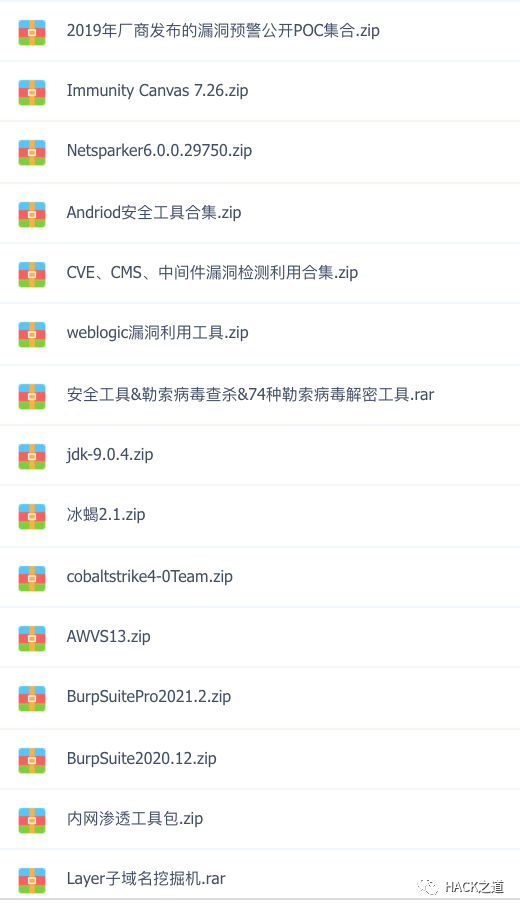 2019年厂商发布的漏洞预警公开POC集合.zip
Immunity Canvas 7.26.zip
Netsparker6.0.0.29750.zip
Andriod安全工具合集.zip
CVE、CMS、中间件漏洞检测利用合集.zip
weblogic漏洞利用工具.zip
安全工具&勒索病毒查杀&74种勒索病毒解密工具.rar
jdk-9.0.4.zip
冰蝎2.1.zip
cobaltstrike4-0Team.zip
AWVS13.zip
BurpSuitePro2021.2.zip
BurpSuite2020.12.zip
内网渗透工具包.zip
Layer子域名挖掘机.rar
HACK之道